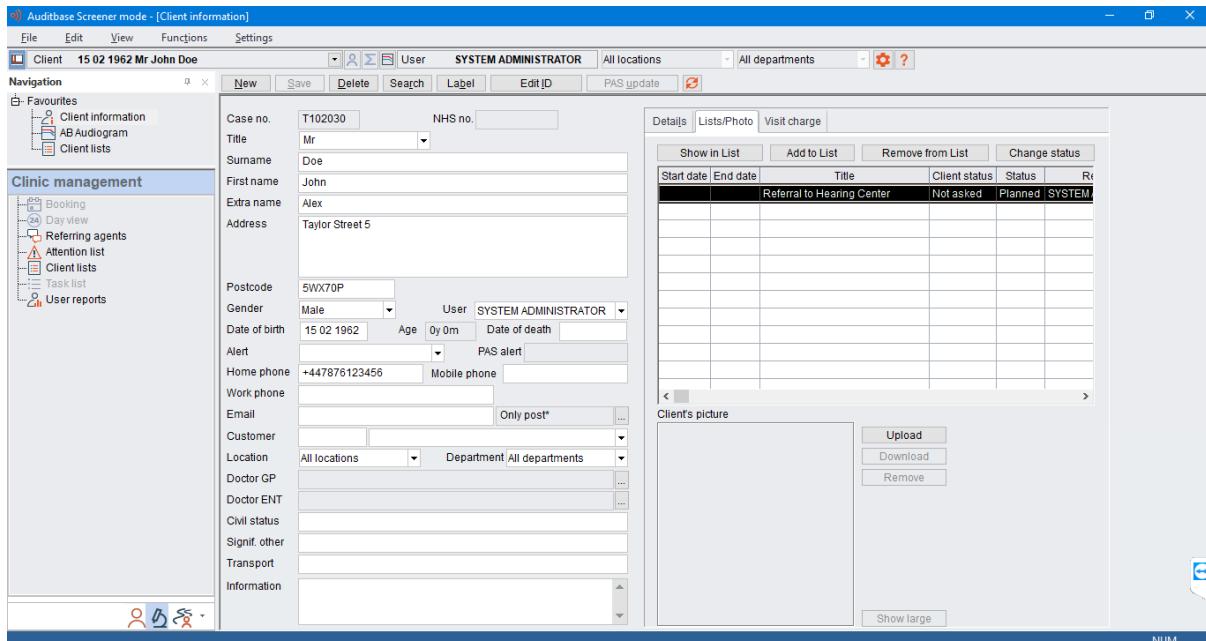 Auditbase Screener mode - [Client information]
File Edit View Functions Settings
Client 15 02 1962 Mr John Doe User SYSTEM ADMINISTRATOR All locations All departments ?
Navigation
Favourites
Client information
AB Audiogram
Client lists
Clinic management
Booking
24 Day view
Referring agents
Attention list
Client lists
Task list
User reports
New Save Delete Search Label Edit ID PAS update
Case no. T102030 NHS no.
Title Mr
Surname Doe
First name John
Extra name Alex
Address Taylor Street 5
Postcode 5WX70P
Gender Male User SYSTEM ADMINISTRATOR
Date of birth 15 02 1962 Age 0y 0m Date of death
Alert PAS alert
Home phone +447876123456 Mobile phone
Work phone
Email Only post* ...
Customer
Location All locations Department All departments
Doctor GP ...
Doctor ENT ...
Civil status
Signif. other
Transport
Information
Details Lists/Photo Visit charge
Show in List Add to List Remove from List Change status
Start date End date Title Client status Status Re
Referral to Hearing Center Not asked Planned SYSTEM
Client's picture
Upload
Download
Remove
Show large
NUM